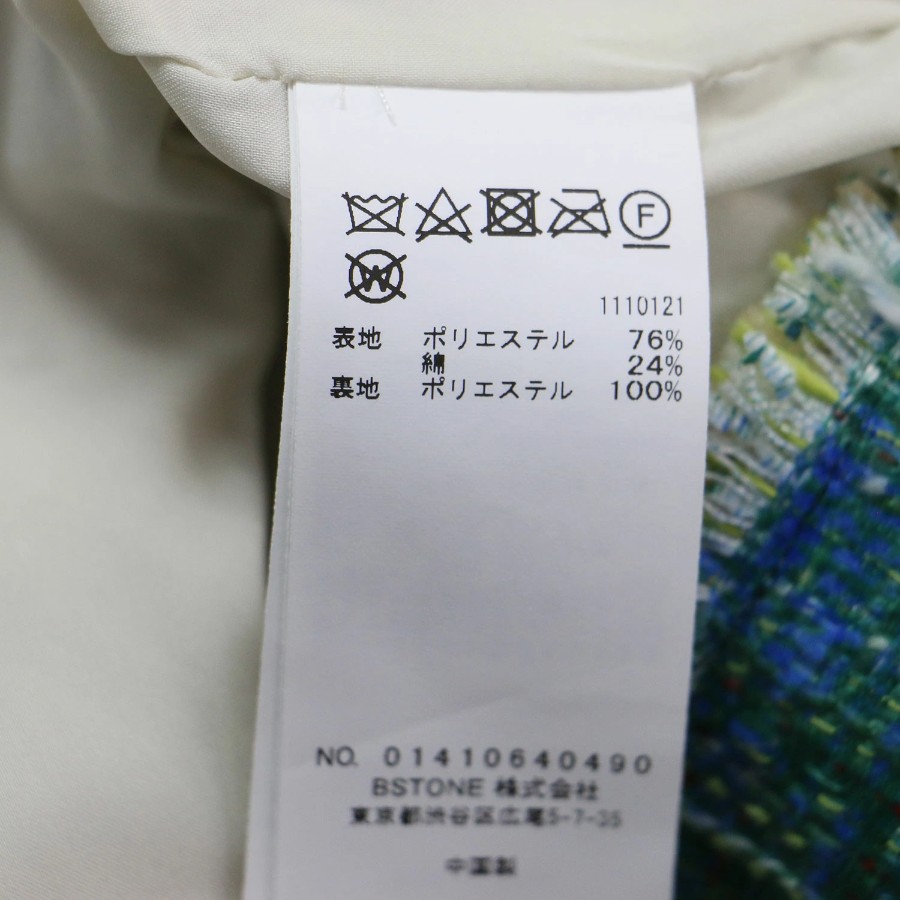 F
W
1110121
表地 ポリエステル 76%
綿 24%
裏地 ポリエステル 100%
NO. 01410640490
BSTONE 株式会社
東京都渋谷区広尾5-7-35
中国製